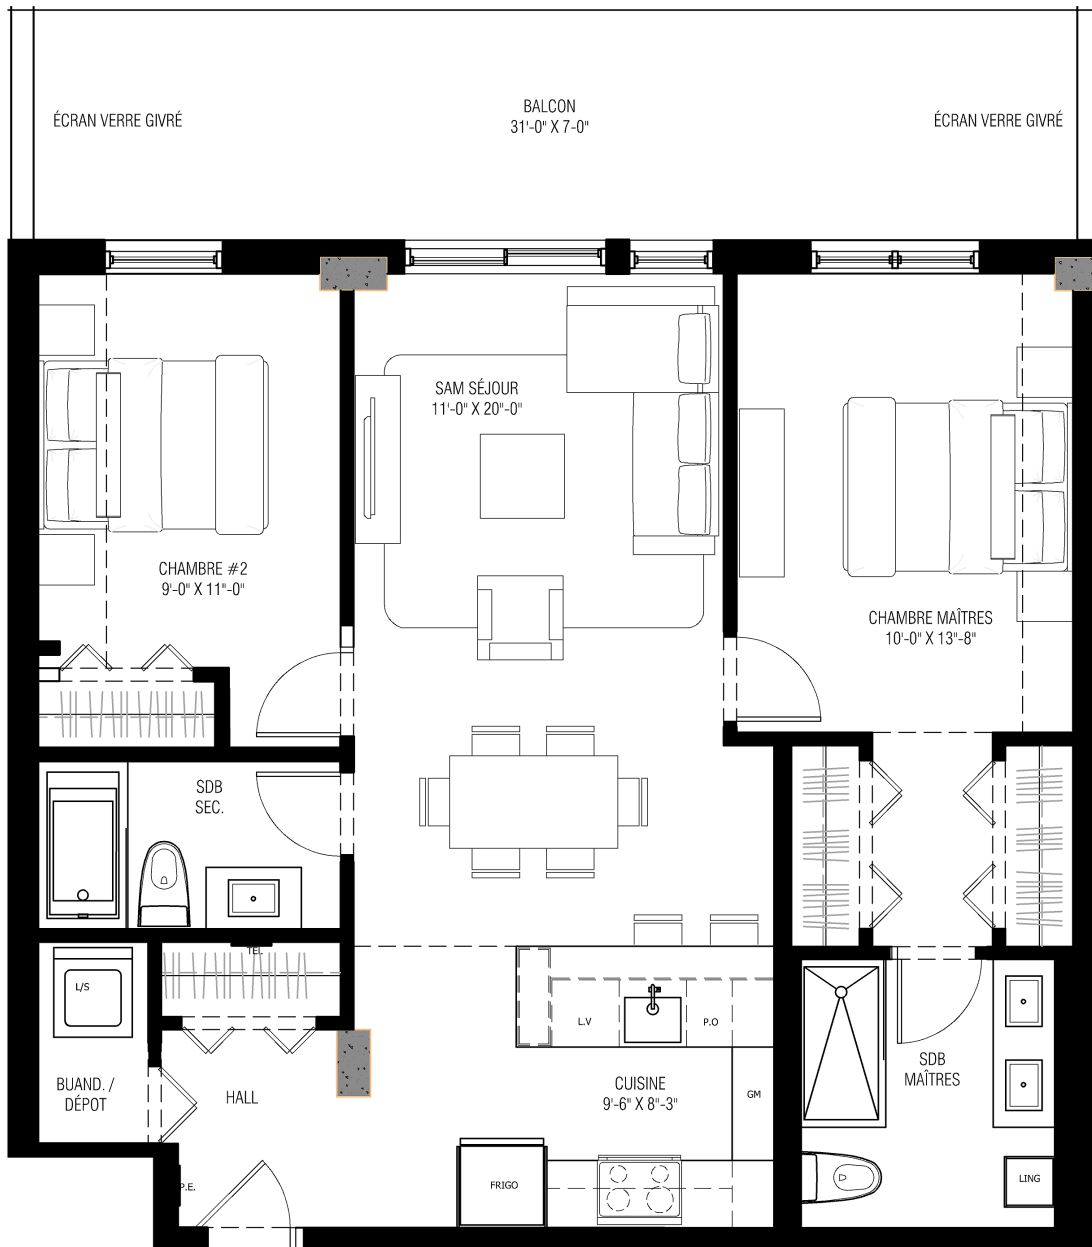 ÉCRAN VERRE GIVRÉ
BALCON
31'-0" X 7-0"
ÉCRAN VERRE GIVRÉ
SAM SÉJOUR
11'-0" X 20"-0"
CHAMBRE #2
9'-0" X 11"-0"
CHAMBRE MAÎTRES
10'-0" X 13"-8"
SDB
SEC.
TEL
L/S
L.V
P.O
BUAND. /
DÉPOT
HALL
CUISINE
9'-6" X 8"-3"
GM
SDB
MAÎTRES
P.E.
FRIGO
LING